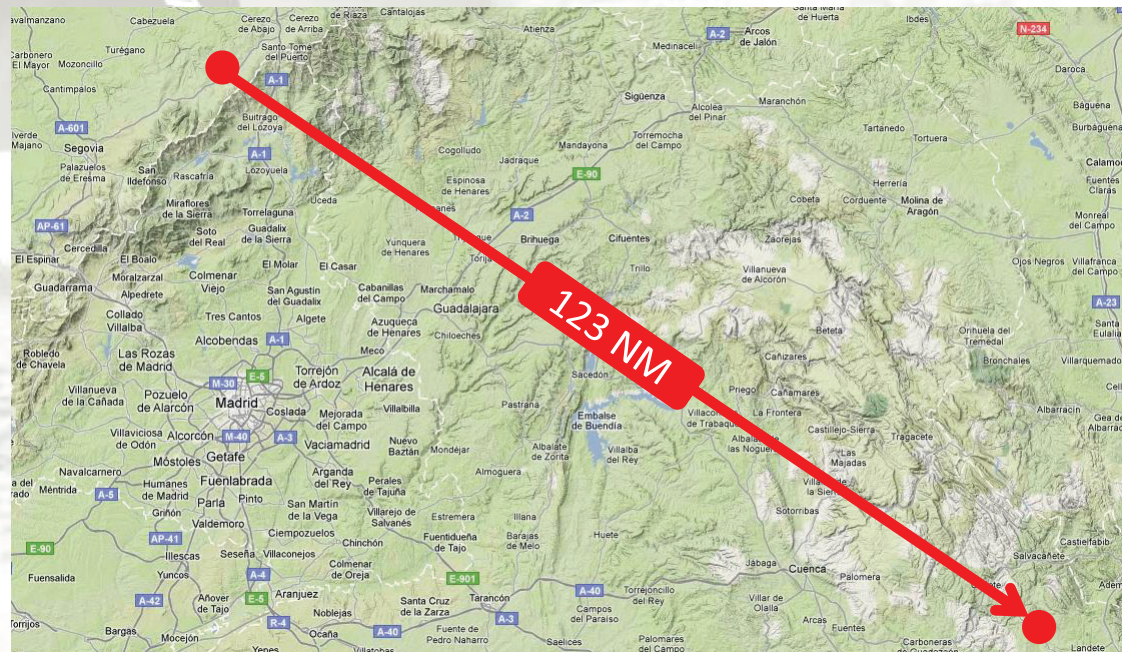 Cabezuela
Cerezo
de Abajo
Cerezo
de Arriba
de Riaza
Cantalojas
Atienza
Santa María
de Huerta
Ibdes
N-234
Turégano
Carbonero
El Mayor
Mozoncillo
Santo Tomé
del Puerto
A-1
Medinaceli
A-2
Arcos
de Jalón
Daroca
Cantimpalos
Sigüenza
Alcolea
del Pinar
Maranchón
Báguena
Burbáguena
A-601
Segovia
Buitrago
del Lozoya
A-1
Lozoyuela
Cogolludo
Jadraque
Mandayona
Torremocha
del Campo
Tartanedo
Tortuera
Palazuelos
de Eresma
San
Ildefonso
Rascafría
Uceda
Espinosa
de Henares
E-90
Herrería
Fuentes
Claras
Miraflores
de la Sierra
Torrelaguna
A-2
Cobeta
Corduente
Molina de
Aragón
Monreal
del Campo
AP-61
Cercedilla
Soto
del Real
Guadalix
de la Sierra
Yunquera
de Henares
Torija
Brihuega
Cifuentes
Zaorejas
El Espinar
El Boalo
El Molar
El Casar
Trillo
Ojos Negros
Villafranca
del Campo
Moralzarzal
Colmenar
Viejo
Guadarrama
Alpedrete
San Agustín
del Guadalix
Cabanillas
del Campo
Marchamalo
Villanueva
de Alcorón
A-23
Collado
Villalba
Tres Cantos
Algete
Azuqueca
de Henares
Guadalajara
Chiloeches
123 NM
Beteta
Orihuela del
Tremedal
Santa
Eulalia
Alcobendas
A-1
Meco
Robledo
de Chavela
Las Rozas
de Madrid
E-5
Torrejón
de Ardoz
Alcalá de
Henares
Sacedón
Cañizares
Bronchales
Villarquemado
M-30
Villanueva
de la Cañada
Pozuelo
de Alarcón
Madrid
Coslada
Mejorada
del Campo
Villalbilla
Pastrana
Priego
Cañamares
La Frontera
Albarracín
Villaviciosa
de Odón
Alcorcón
M-40
A-3
Vaciamadrid
Nuevo
Baztán
Mondéjar
Embalse
de Buendía
Castillejo-Sierra
Tragacete
Móstoles
Getafe
Albalate
de Zorita
Villalba
del Rey
Las
Majadas
Navalcarnero
Fuenlabrada
Arganda
del Rey
Almoguera
Méntrida
A-5
Humanes
de Madrid
Parla
Pinto
San Martín
de la Vega
Perales
de Tajuña
Griñón
Valdemoro
Villarejo de
Salvanés
Estremera
Illana
Sotorribas
AP-41
Ciempozuelos
Chinchón
Fuentidueña
de Tajo
Barajas
de Melo
Huete
Castielfabib
E-90
Illescas
Seseña
Villaconejos
Salvacañete
Fuensalida
Yuncos
A-4
Colmenar
de Oreja
E-901
Jábaga
Cuenca
Palomera
A-42
Añover
de Tajo
E-5
Aranjuez
Santa Cruz
de la Zarza
Tarancón
A-40
Torrejoncillo
del Rey
Villar de
Olalla
Torrijos
Bargas
Mocejón
R-4
Noblejas
Ocaña
A-40
A-3
Campos
del Paraíso
Arcas
Fuentes
Yepes
Villatobas
Fuente de
Pedro Naharro
Saelices
Palomares
del Campo
Carboneras
de Guadazaón
Landete